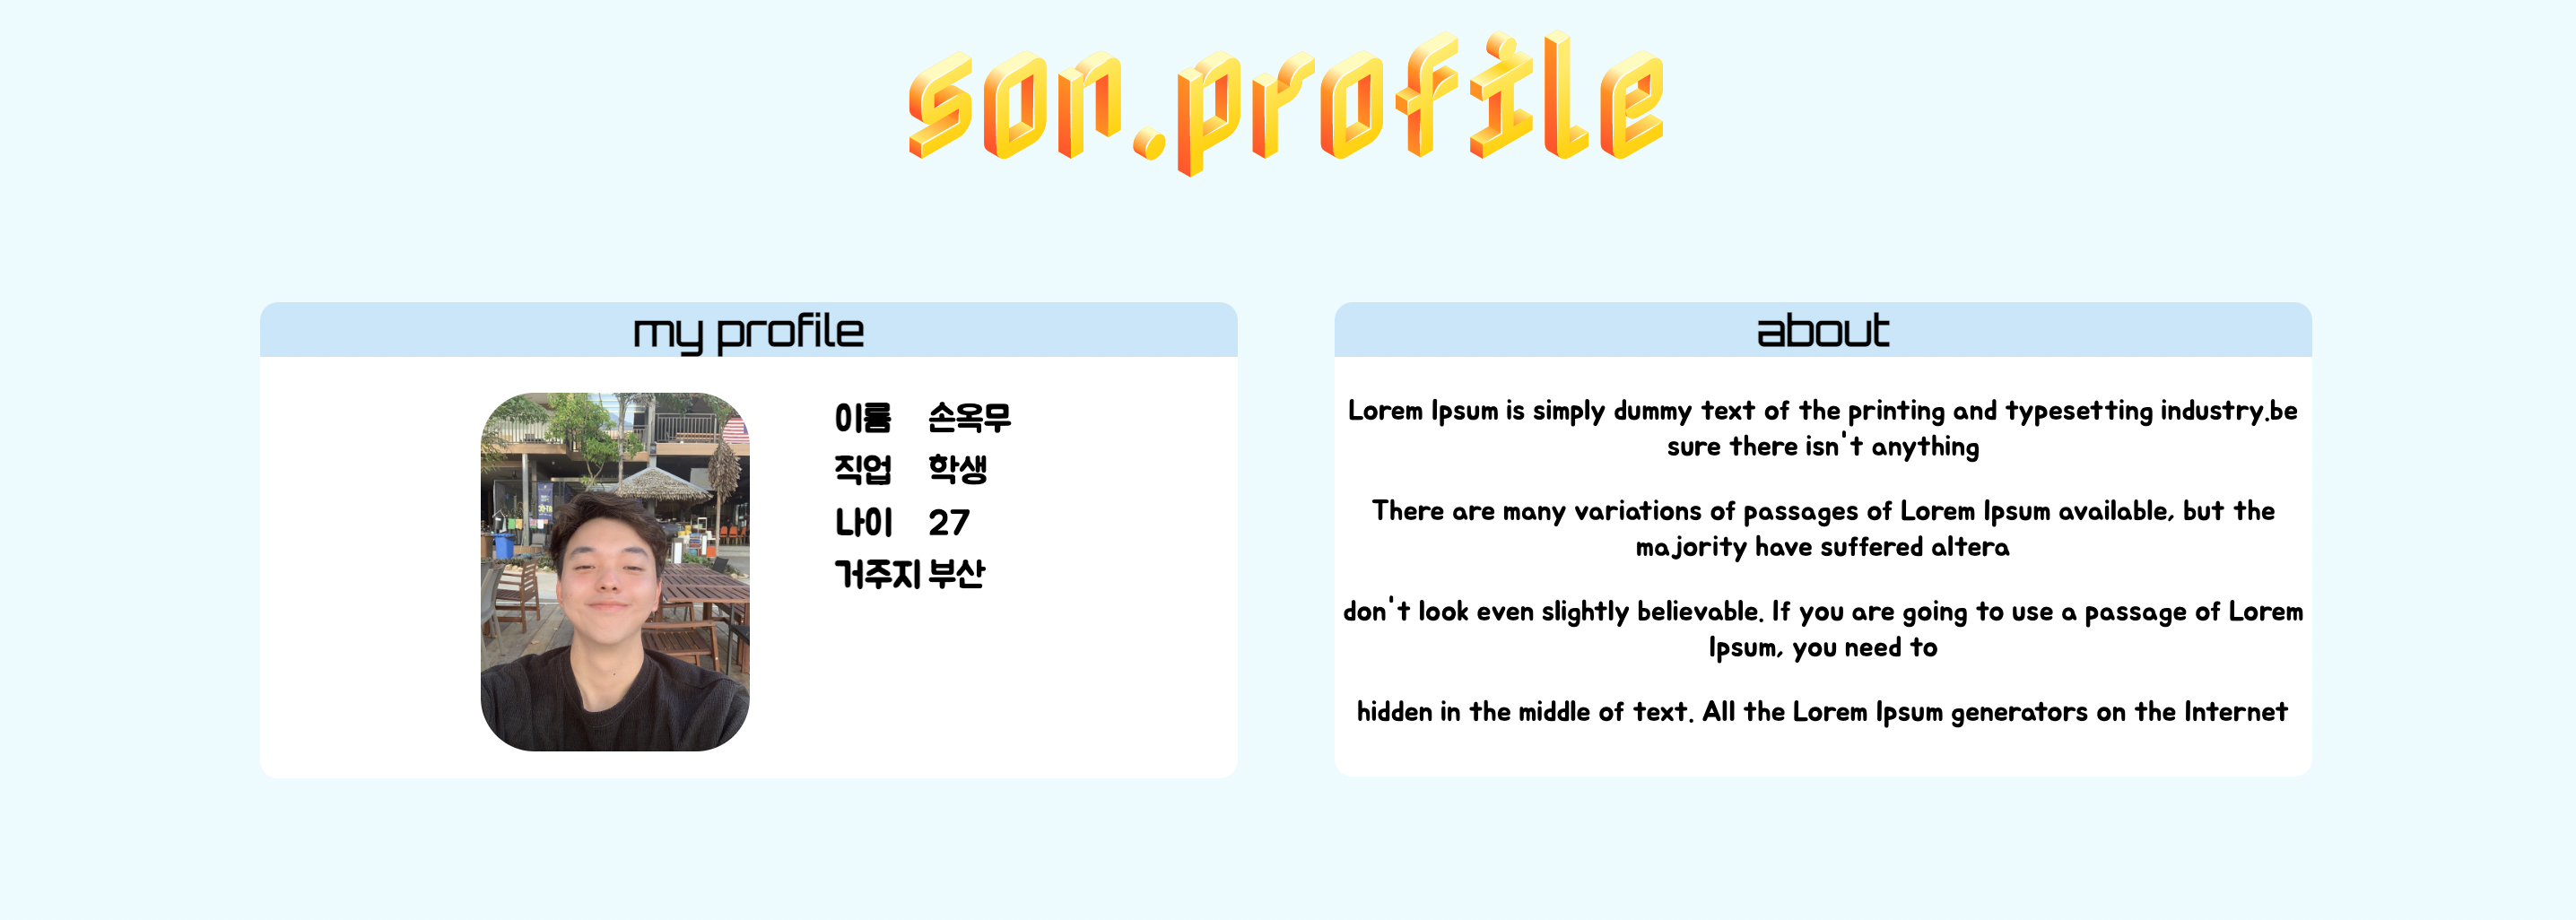 son.profile
my profile
이름 손옥무
직업 학생
나이 27
거주지 부산
about
Lorem Ipsum is simply dummy text of the printing and typesetting industry.be
sure there isn't anything
There are many variations of passages of Lorem Ipsum available, but the
majority have suffered altera
don't look even slightly believable. If you are going to use a passage of Lorem
Ipsum, you need to
hidden in the middle of text. All the Lorem Ipsum generators on the Internet